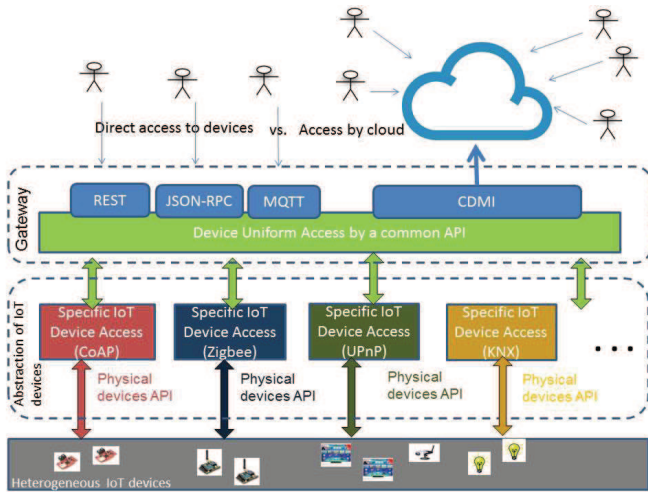 Direct access to devices vs. Access by cloud
Gateway
REST
JSON-RPC
MQTT
CDMI
Device Uniform Access by a common API
Abstraction of IoT
devices
Specific IoT
Device Access
(CoAP)
Specific IoT
Device Access
(Zigbee)
Specific IoT
Device Access
(UPnP)
Specific IoT
Device Access
(KNX)
...
Physical
devices API
Physical
devices API
Physical
devices API
Physical
devices API
Heterogeneous IoT devices